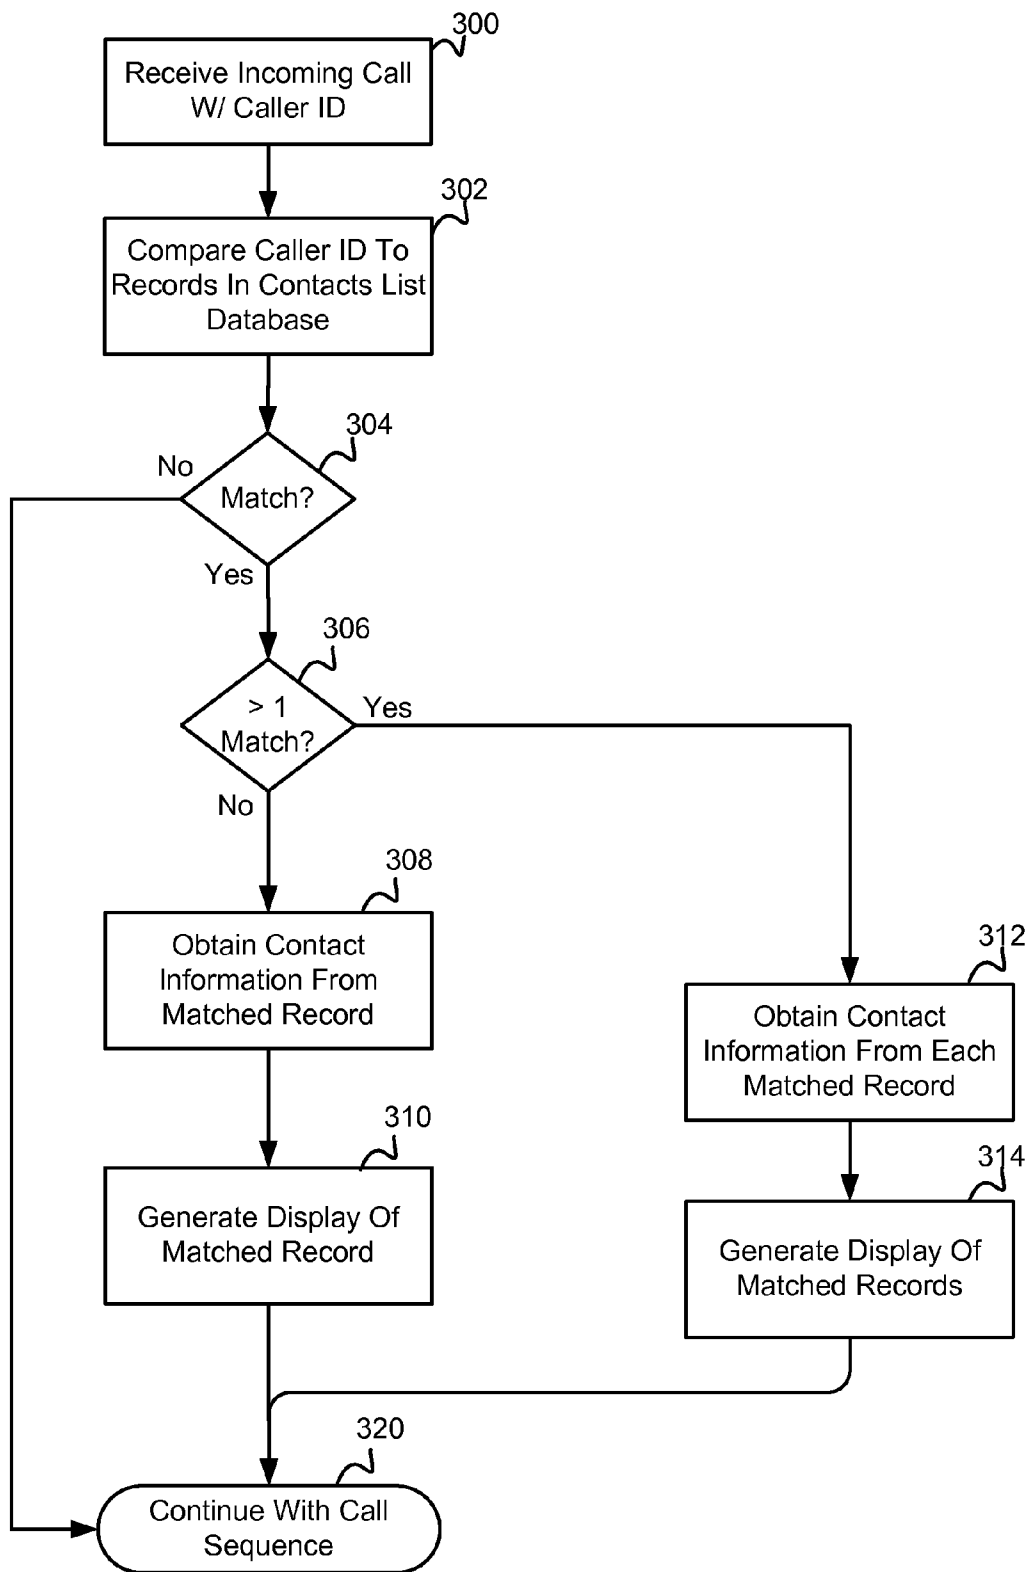 300
Receive Incoming Call
W/ Caller ID
302
Compare Caller ID To
Records In Contacts List
Database
304
No
Match?
Yes
306
> 1
Match?
Yes
No
308
Obtain Contact
Information From
Matched Record
312
Obtain Contact
Information From Each
Matched Record
310
Generate Display Of
Matched Record
314
Generate Display Of
Matched Records
320
Continue With Call
Sequence